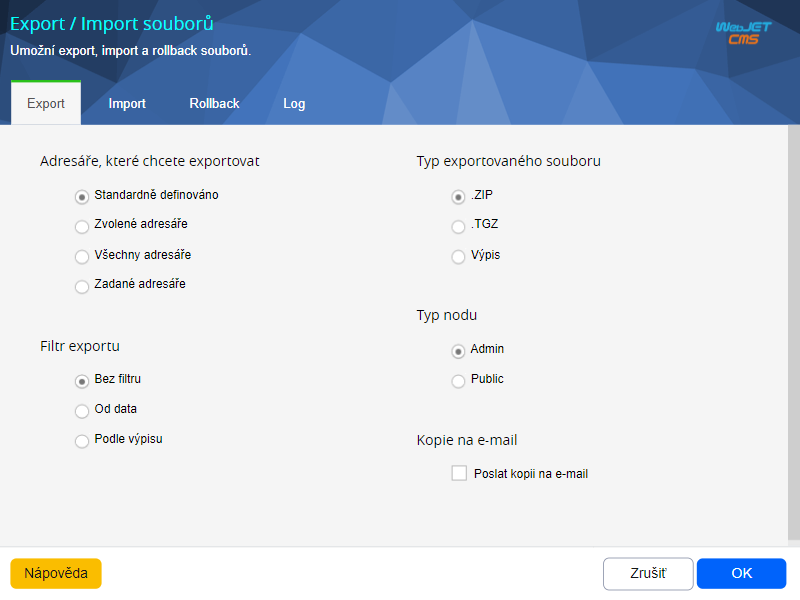 Export / Import souborů
Umožní export, import a rollback souborů.
WebJET
CMS
Export
Import
Rollback
Log
Adresáře, které chcete exportovat
Standardně definováno
Zvolené adresáře
Všechny adresáře
Zadané adresáře
Filtr exportu
Bez filtru
Od data
Podle výpisu
Typ exportovaného souboru
.ZIP
.TGZ
Výpis
Typ nodu
Admin
Public
Kopie na e-mail
Poslat kopii na e-mail
Nápověda
Zrušiť
OK